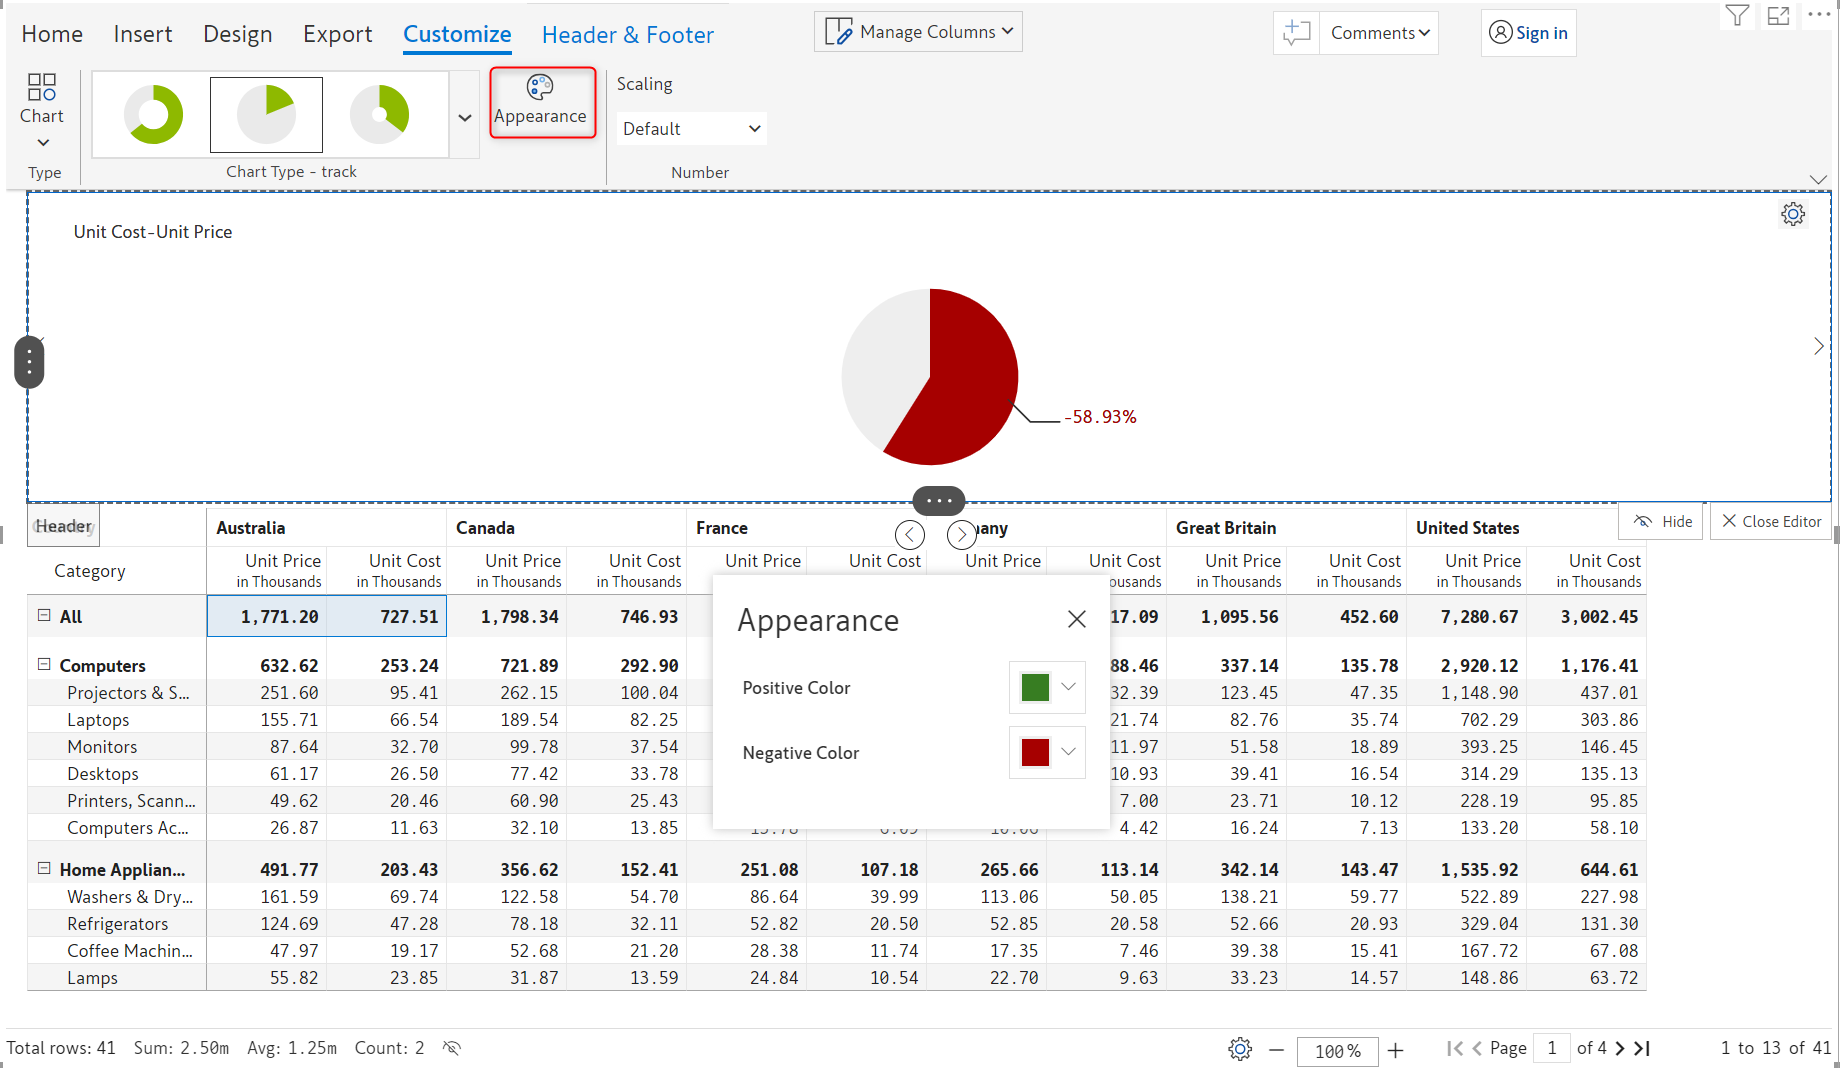 Home Insert Design Export Customize Header & Footer Manage Columns Comments Sign in
Chart
Type
Chart Type - track
Appearance
Scaling
Default
Number
Unit Cost-Unit Price
-58.93%
Header
Hide Close Editor
Australia Canada France any Great Britain United States
Category
Unit Price Unit Cost Unit Price Unit Cost Unit Price Unit Cost Unit Price Unit Cost Unit Price Unit Cost Unit Price Unit Cost
in Thousands in Thousands in Thousands in Thousands ousands in Thousands in Thousands in Thousands in Thousands
All 1,771.20 727.51 1,798.34 746.93 17.09 1,095.56 452.60 7,280.67 3,002.45
Computers 632.62 253.24 721.89 292.90 88.46 337.14 135.78 2,920.12 1,176.41
Projectors & S... 251.60 95.41 262.15 100.04 32.39 123.45 47.35 1,148.90 437.01
Laptops 155.71 66.54 189.54 82.25 21.74 82.76 35.74 702.29 303.86
Monitors 87.64 32.70 99.78 37.54 11.97 51.58 18.89 393.25 146.45
Desktops 61.17 26.50 77.42 33.78 10.93 39.41 16.54 314.29 135.13
Printers, Scann... 49.62 20.46 60.90 25.43 7.00 23.71 10.12 228.19 95.85
Computers Ac... 26.87 11.63 32.10 13.85 4.42 16.24 7.13 133.20 58.10
Home Applian... 491.77 203.43 356.62 152.41 251.08 107.18 265.66 113.14 342.14 143.47 1,535.92 644.61
Washers & Dry... 161.59 69.74 122.58 54.70 86.64 39.99 113.06 50.05 138.21 59.77 522.89 227.98
Refrigerators 124.69 47.28 78.18 32.11 52.82 20.50 52.85 20.58 52.66 20.93 329.04 131.30
Coffee Machin... 47.97 19.17 52.68 21.20 28.38 11.74 17.35 7.46 39.38 15.41 167.72 67.08
Lamps 55.82 23.85 31.87 13.59 24.84 10.54 22.70 9.63 33.23 14.57 148.86 63.72
Appearance
Positive Color
Negative Color
Total rows: 41 Sum: 2.50m Avg: 1.25m Count: 2 100% Page 1 of 4 1 to 13 of 41